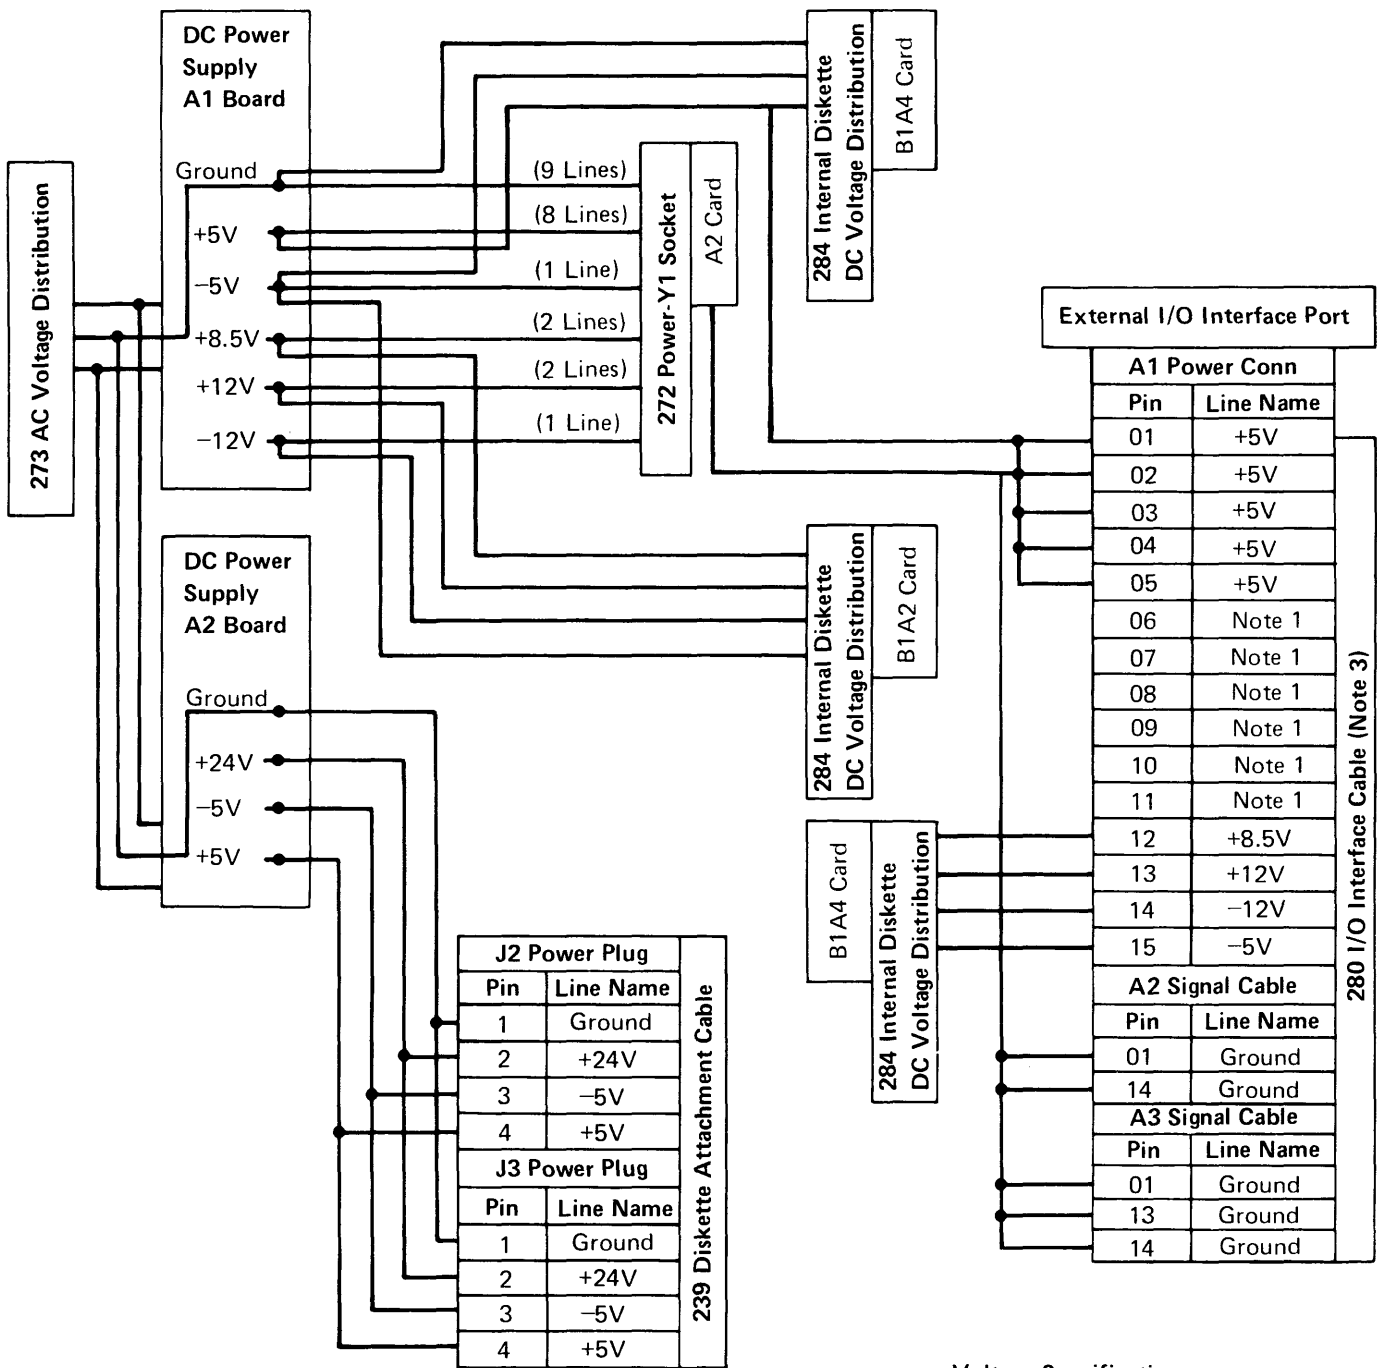 DC Power
Supply
A1 Board
Ground
+5V
−5V
+8.5V
+12V
−12V
273 AC Voltage Distribution
(9 Lines)
(8 Lines)
(1 Line)
(2 Lines)
(2 Lines)
(1 Line)
272 Power-Y1 Socket
A2 Card
284 Internal Diskette
DC Voltage Distribution
B1A4 Card
DC Power
Supply
A2 Board
Ground
+24V
−5V
+5V
284 Internal Diskette
DC Voltage Distribution
B1A2 Card
B1A4 Card
284 Internal Diskette
DC Voltage Distribution
J2 Power Plug
Pin Line Name
1 Ground
2 +24V
3 −5V
4 +5V
J3 Power Plug
Pin Line Name
1 Ground
2 +24V
3 −5V
4 +5V
239 Diskette Attachment Cable
External I/O Interface Port
A1 Power Conn
Pin Line Name
01 +5V
02 +5V
03 +5V
04 +5V
05 +5V
06 Note 1
07 Note 1
08 Note 1
09 Note 1
10 Note 1
11 Note 1
12 +8.5V
13 +12V
14 −12V
15 −5V
A2 Signal Cable
Pin Line Name
01 Ground
14 Ground
A3 Signal Cable
Pin Line Name
01 Ground
13 Ground
14 Ground
280 I/O Interface Cable (Note 3)